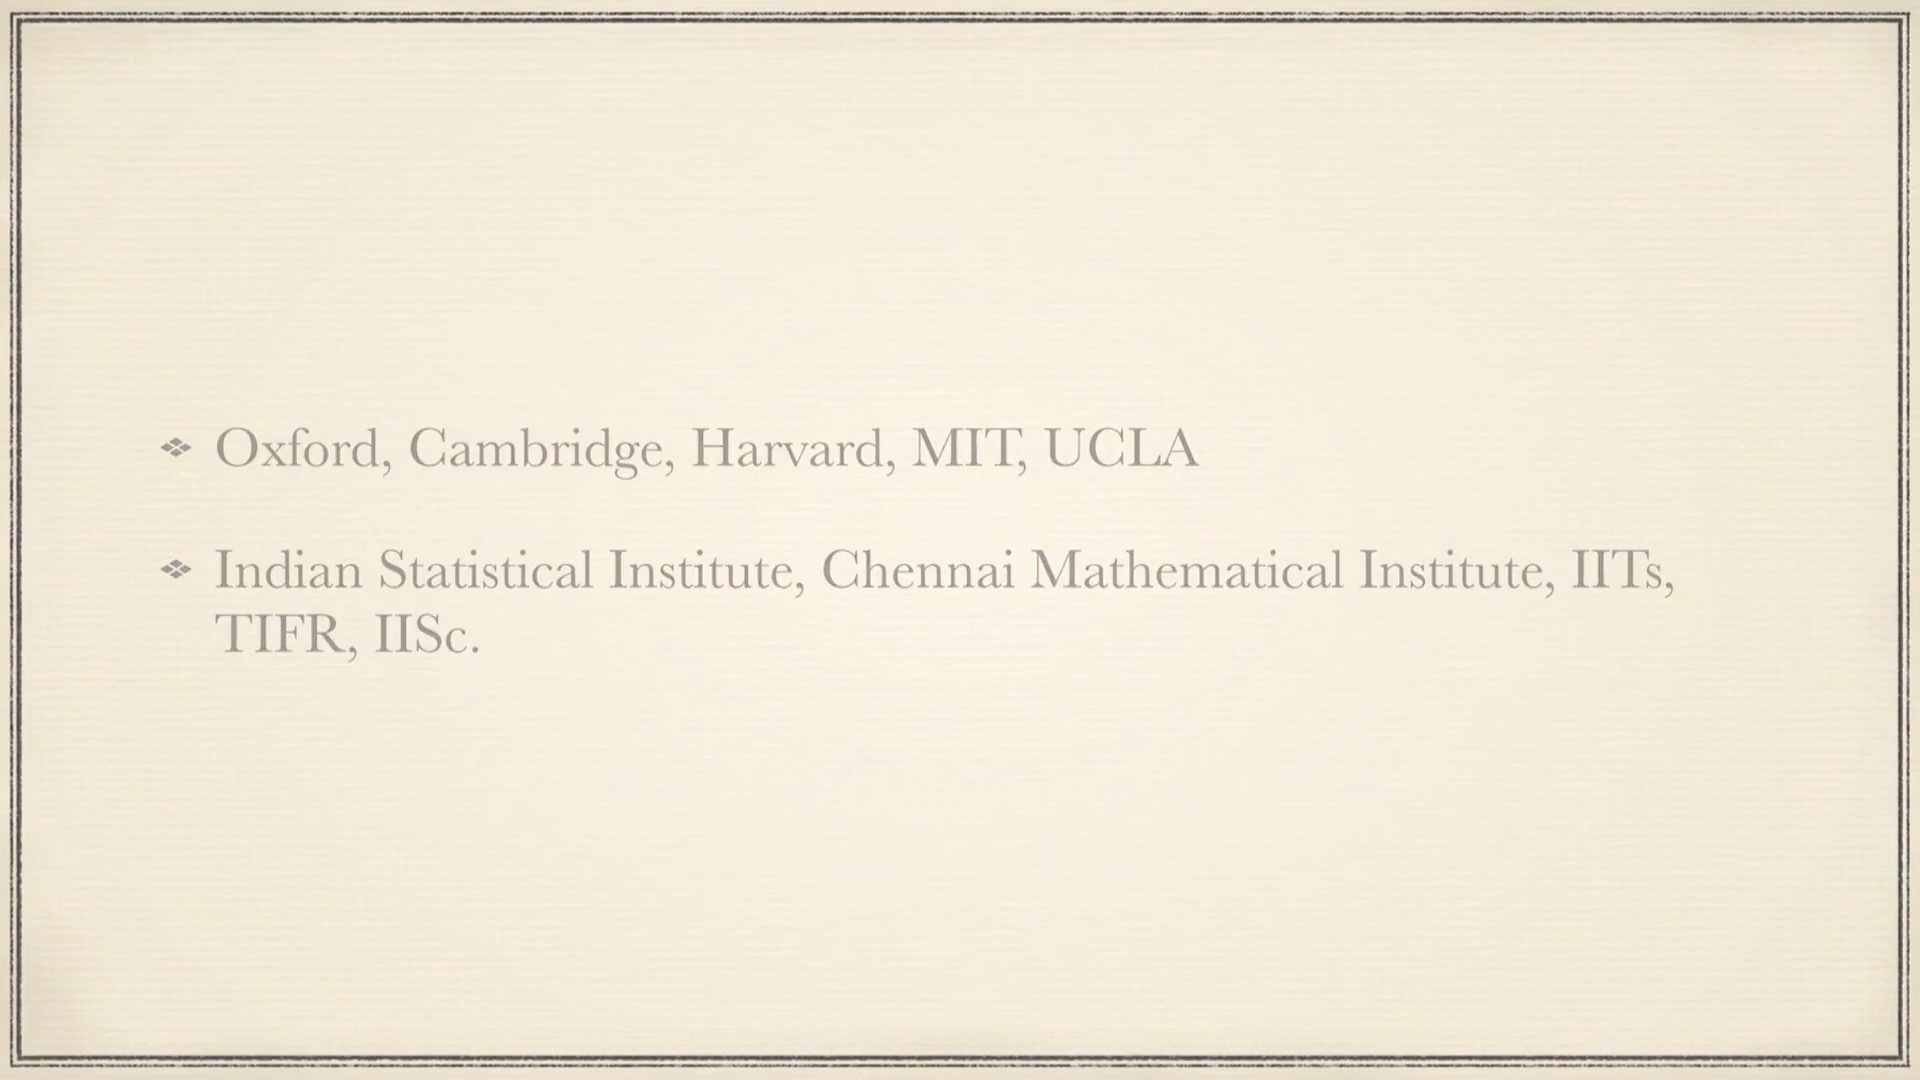 Oxford, Cambridge, Harvard, MIT, UCLA
Indian Statistical Institute, Chennai Mathematical Institute, IITs,
TIFR, IISc.